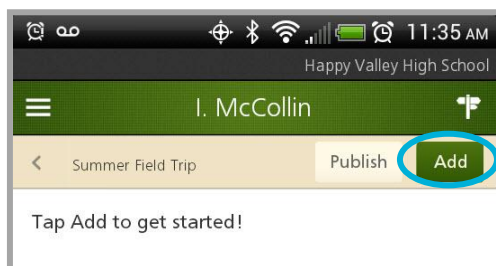 11:35 AM
Happy Valley High School
I. McCollin
Summer Field Trip Publish Add
Tap Add to get started!